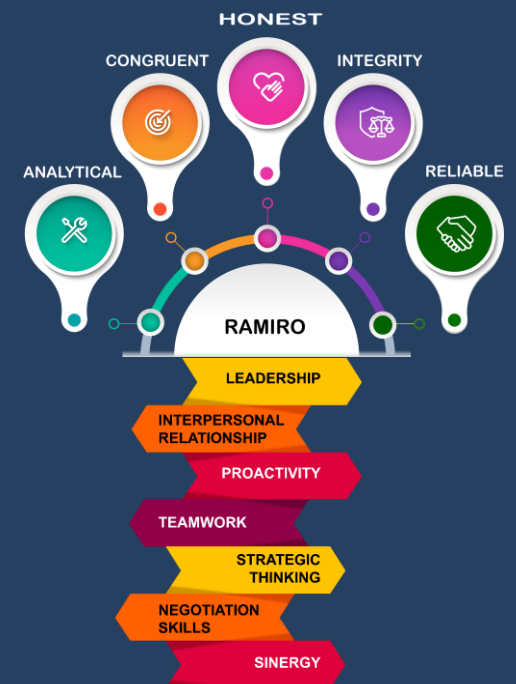 HONEST
CONGRUENT
INTEGRITY
ANALYTICAL
RELIABLE
RAMIRO
LEADERSHIP
INTERPERSONAL
RELATIONSHIP
PROACTIVITY
TEAMWORK
STRATEGIC
THINKING
NEGOTIATION
SKILLS
SINERGY